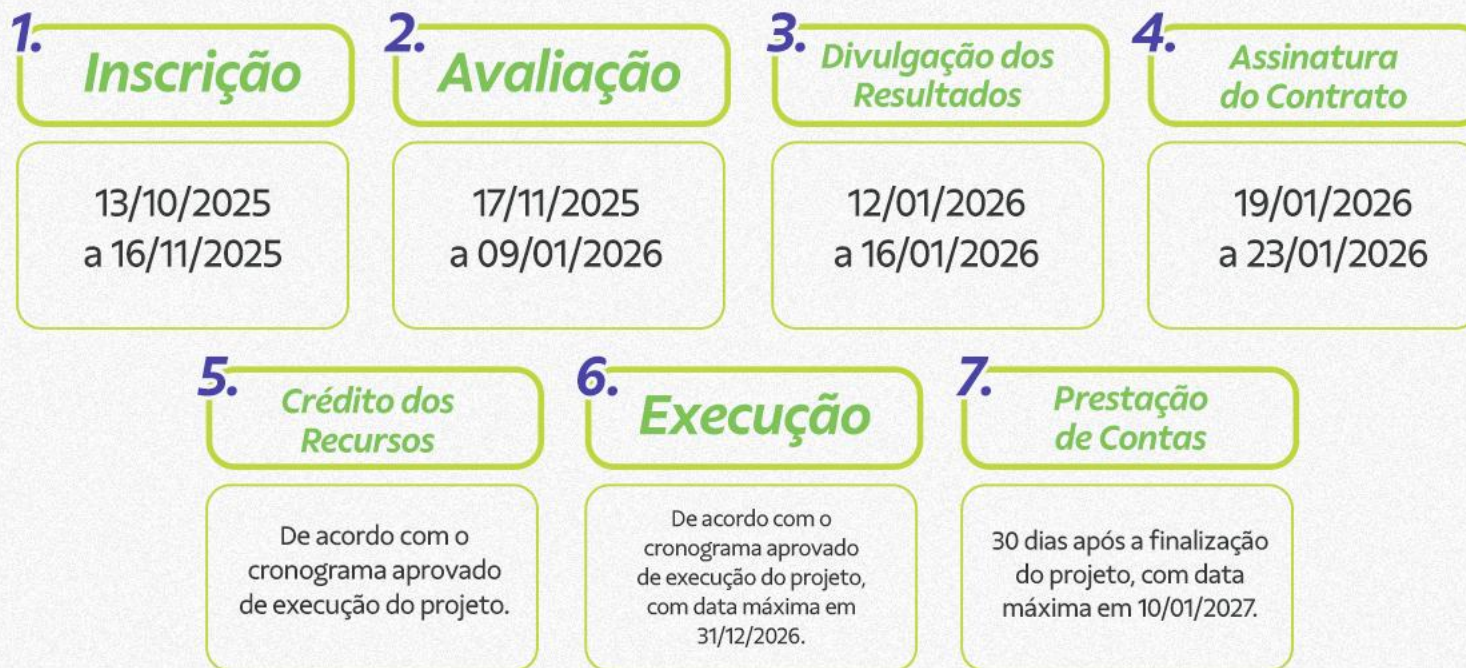 1.
Inscrição
13/10/2025
a 16/11/2025
2.
Avaliação
17/11/2025
a 09/01/2026
3.
Divulgação dos
Resultados
12/01/2026
a 16/01/2026
4.
Assinatura
do Contrato
19/01/2026
a 23/01/2026
5.
Crédito dos
Recursos
De acordo com o
cronograma aprovado
de execução do projeto.
6.
Execução
De acordo com o
cronograma aprovado
de execução do projeto,
com data máxima em
31/12/2026.
7.
Prestação
de Contas
30 dias após a finalização
do projeto, com data
máxima em 10/01/2027.